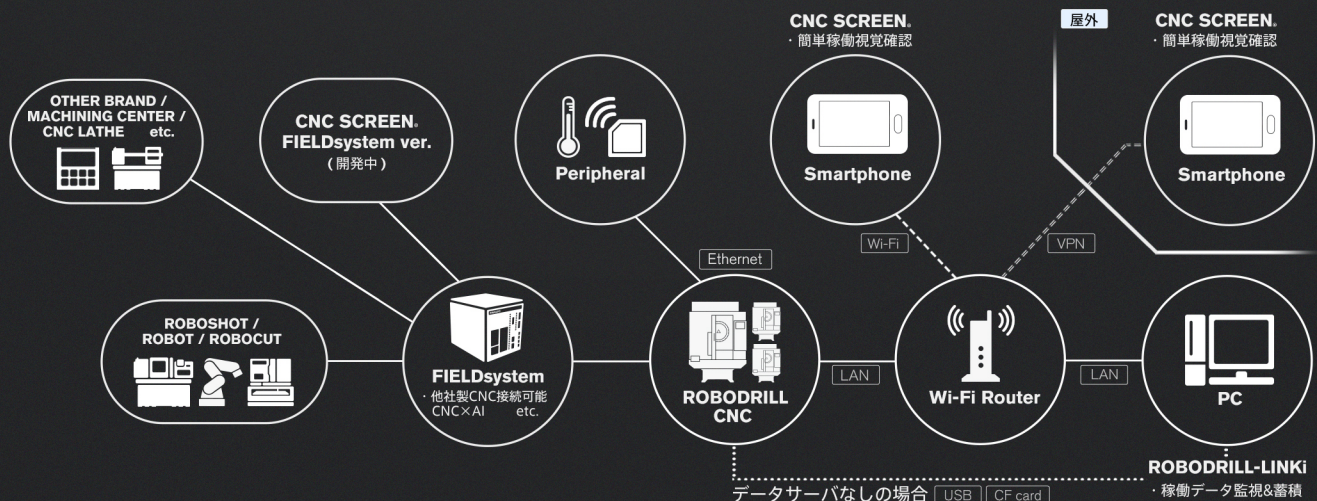 CNC SCREEN®
・簡単稼働視覚確認
屋外
CNC SCREEN®
・簡単稼働視覚確認
OTHER BRAND /
MACHINING CENTER /
CNC LATHE etc.
CNC SCREEN®
FIELDsystem ver.
(開発中)
Peripheral
Smartphone
Smartphone
Wi-Fi
VPN
Ethernet
ROBOSHOT /
ROBOT / ROBOCUT
FIELDsystem
・他社製CNC接続可能
CNC×AI etc.
ROBODRILL
CNC
LAN
Wi-Fi Router
LAN
PC
ROBODRILL-LINKi
・稼働データ監視&蓄積
データサーバなしの場合 USB CF card